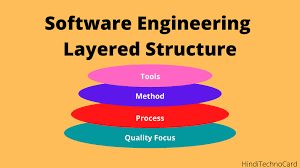 Software Engineering
Layered Structure
Tools
Method
Process
Quality Focus
HindiTechnoCard